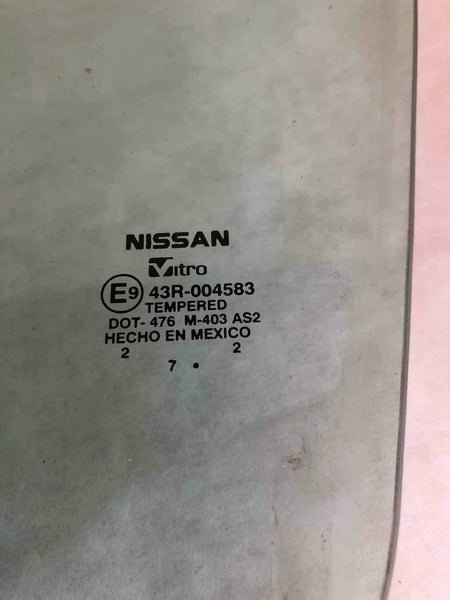 NISSAN
Vitro
E9 43R-004583
TEMPERED
DOT- 476 M-403 AS2
HECHO EN MEXICO
2 2
7 •